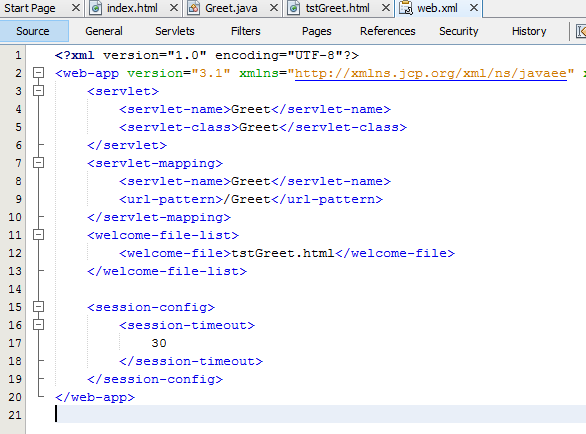 Start Page index.html Greet.java tstGreet.html web.xml
Source General Servlets Filters Pages References Security History
1 <?xml version="1.0" encoding="UTF-8"?>
2 <web-app version="3.1" xmlns="http://xmlns.jcp.org/xml/ns/javaee" x
3 <servlet>
4 <servlet-name>Greet</servlet-name>
5 <servlet-class>Greet</servlet-class>
6 </servlet>
7 <servlet-mapping>
8 <servlet-name>Greet</servlet-name>
9 <url-pattern>/Greet</url-pattern>
10 </servlet-mapping>
11 <welcome-file-list>
12 <welcome-file>tstGreet.html</welcome-file>
13 </welcome-file-list>
14
15 <session-config>
16 <session-timeout>
17 30
18 </session-timeout>
19 </session-config>
20 </web-app>
21